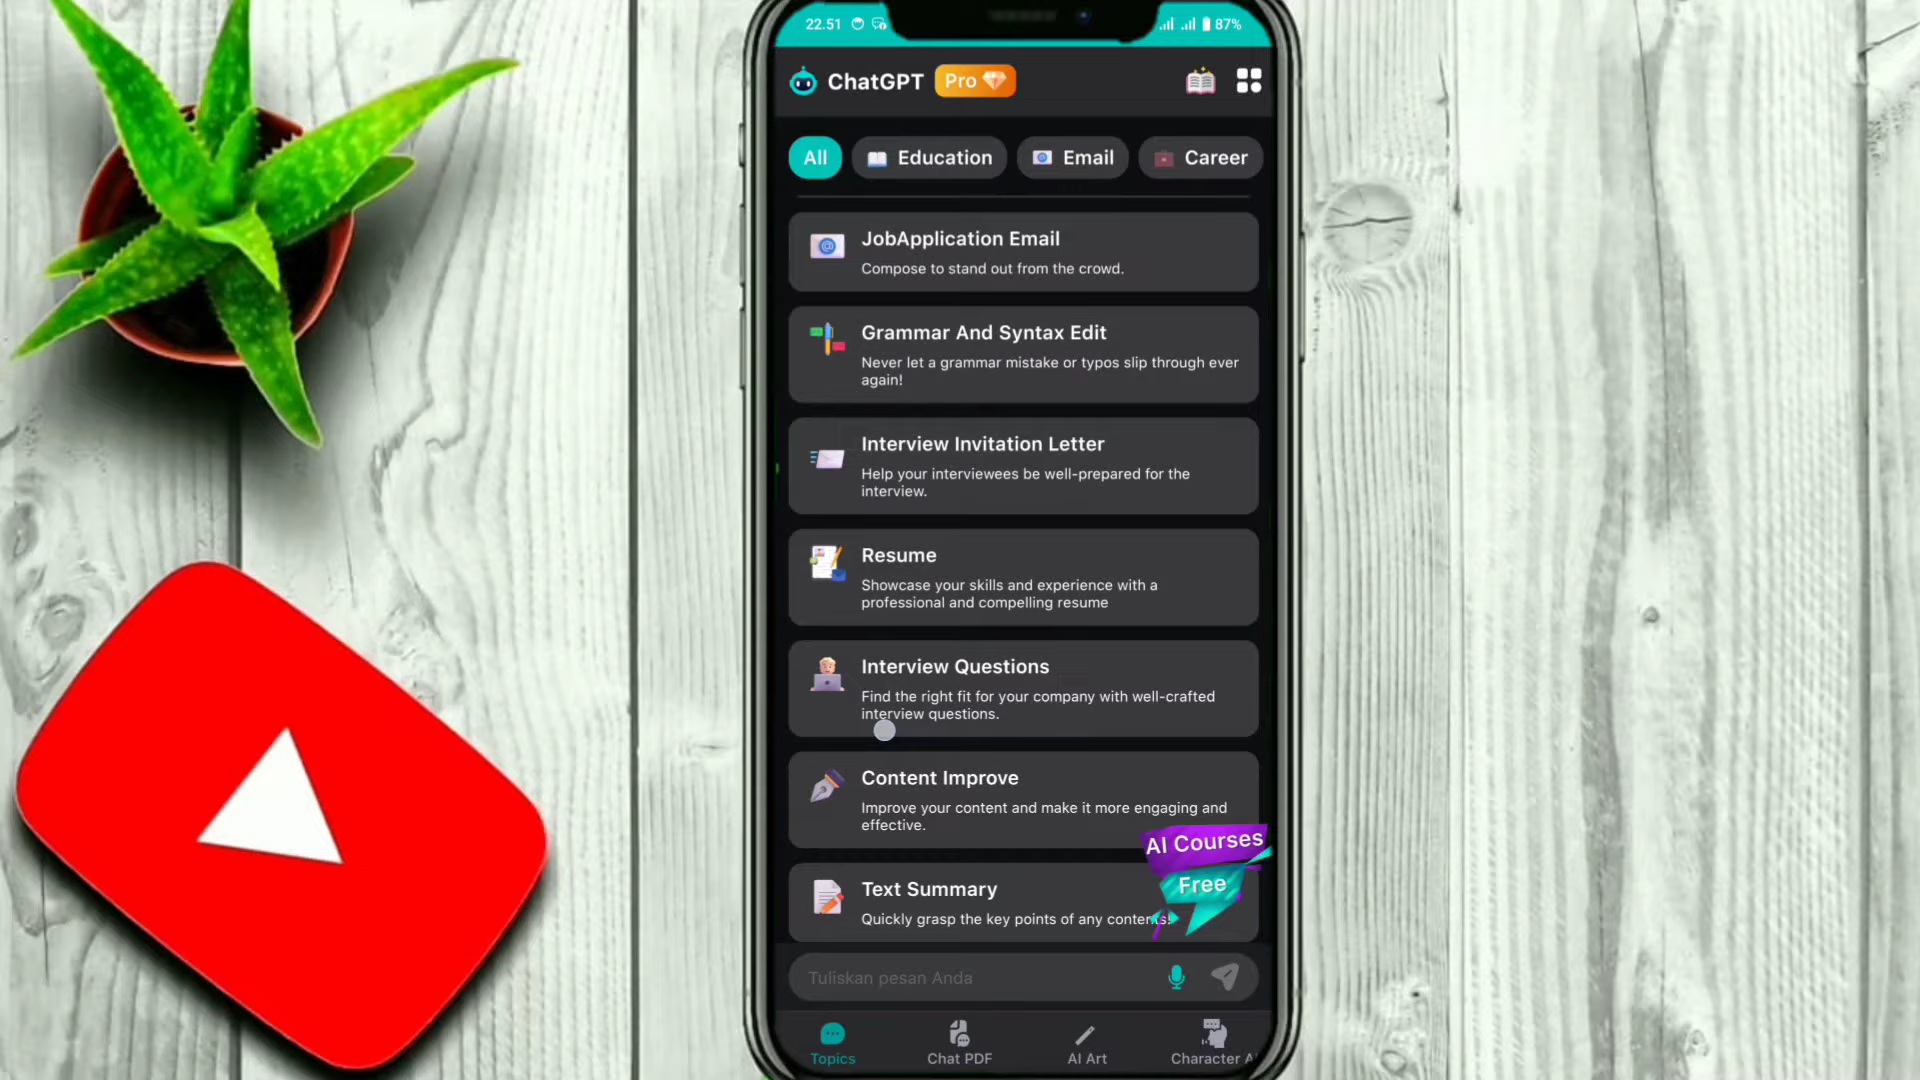 22.51
87%
ChatGPT Pro
All Education Email Career
JobApplication Email
Compose to stand out from the crowd.
Grammar And Syntax Edit
Never let a grammar mistake or typos slip through ever
again!
Interview Invitation Letter
Help your interviewees be well-prepared for the
interview.
Resume
Showcase your skills and experience with a
professional and compelling resume
Interview Questions
Find the right fit for your company with well-crafted
interview questions.
Content Improve
Improve your content and make it more engaging and
effective.
AI Courses
Free
Text Summary
Quickly grasp the key points of any contents!
Tuliskan pesan Anda
Topics Chat PDF AI Art Character A